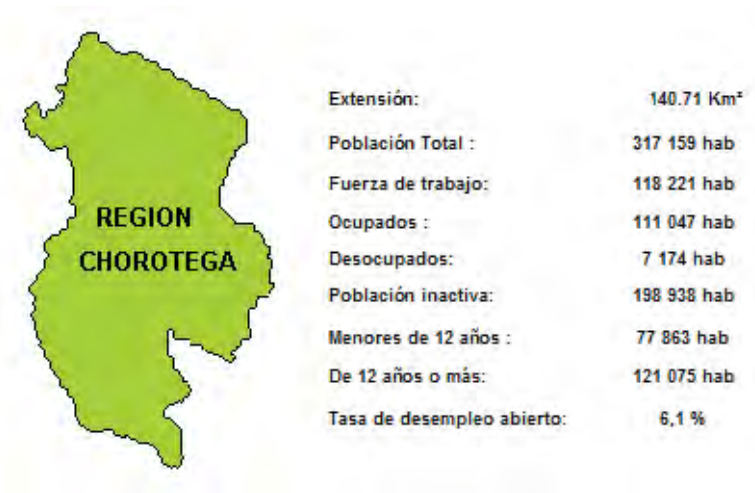 REGION
CHOROTEGA
Extensión: 140.71 Km²
Población Total : 317 159 hab
Fuerza de trabajo: 118 221 hab
Ocupados : 111 047 hab
Desocupados: 7 174 hab
Población inactiva: 198 938 hab
Menores de 12 años : 77 863 hab
De 12 años o más: 121 075 hab
Tasa de desempleo abierto: 6,1 %